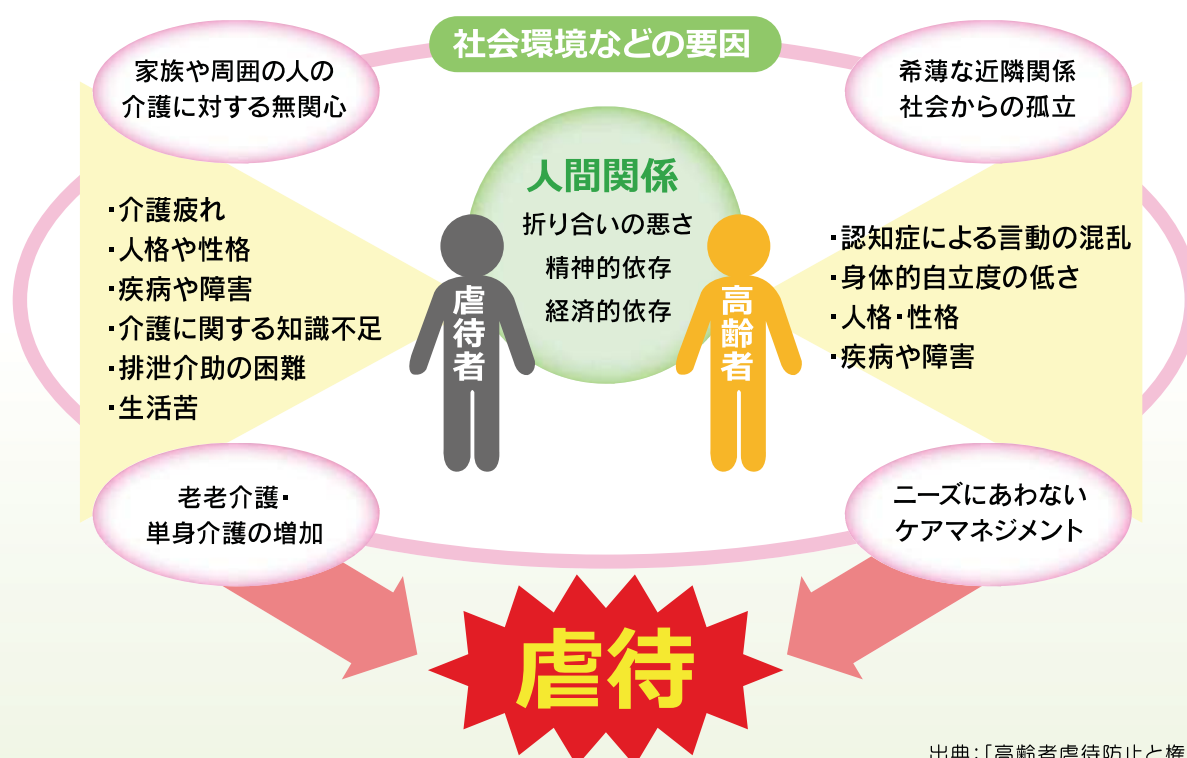 社会環境などの要因
家族や周囲の人の
介護に対する無関心
希薄な近隣関係
社会からの孤立
人間関係
折り合いの悪さ
精神的依存
経済的依存
・介護疲れ
・人格や性格
・疾病や障害
・介護に関する知識不足
・排泄介助の困難
・生活苦
虐待者
高齢者
・認知症による言動の混乱
・身体的自立度の低さ
・人格・性格
・疾病や障害
老老介護・
単身介護の増加
ニーズにあわない
ケアマネジメント
虐待
出典:「高齢者虐待防止と権